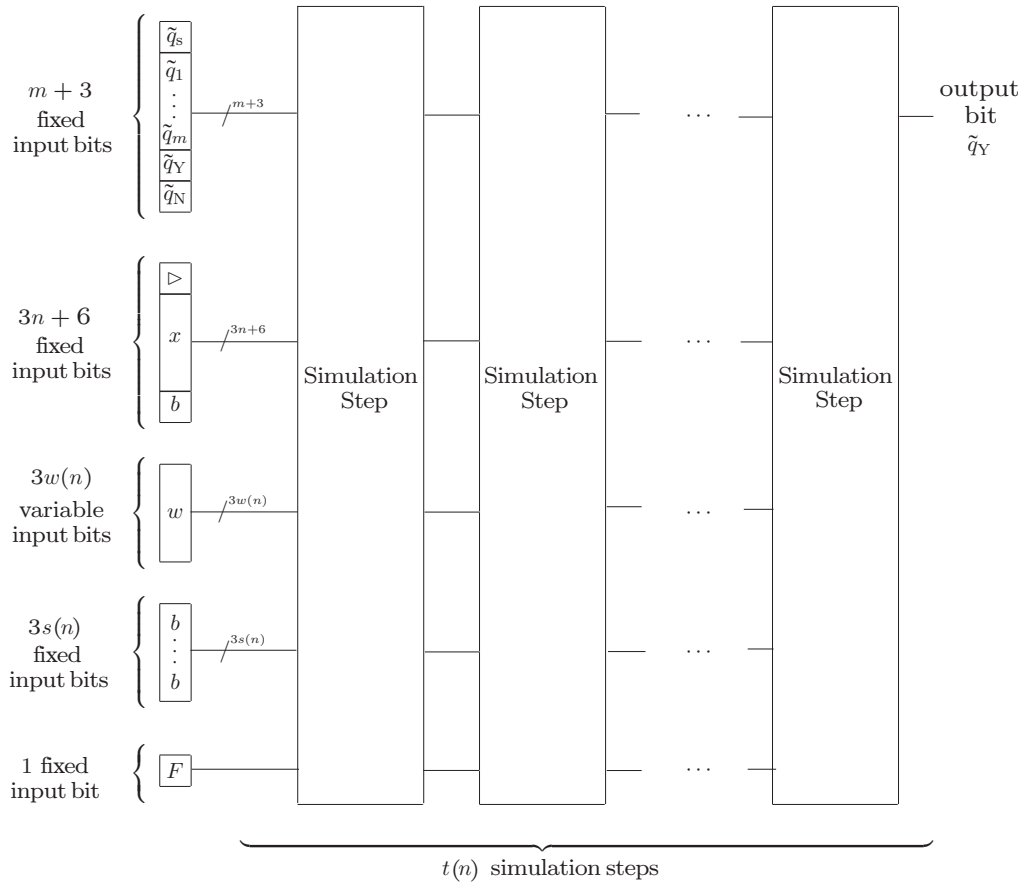 m + 3
fixed
input bits
q̃s
q̃1
⋮
q̃m
q̃Y
q̃N
m+3
· · ·
output
bit
q̃Y
3n + 6
fixed
input bits
▷
x
b
3n+6
· · ·
Simulation
Step
Simulation
Step
Simulation
Step
3w(n)
variable
input bits
w
3w(n)
· · ·
3s(n)
fixed
input bits
b
⋮
b
3s(n)
· · ·
1 fixed
input bit
F
· · ·
t(n) simulation steps